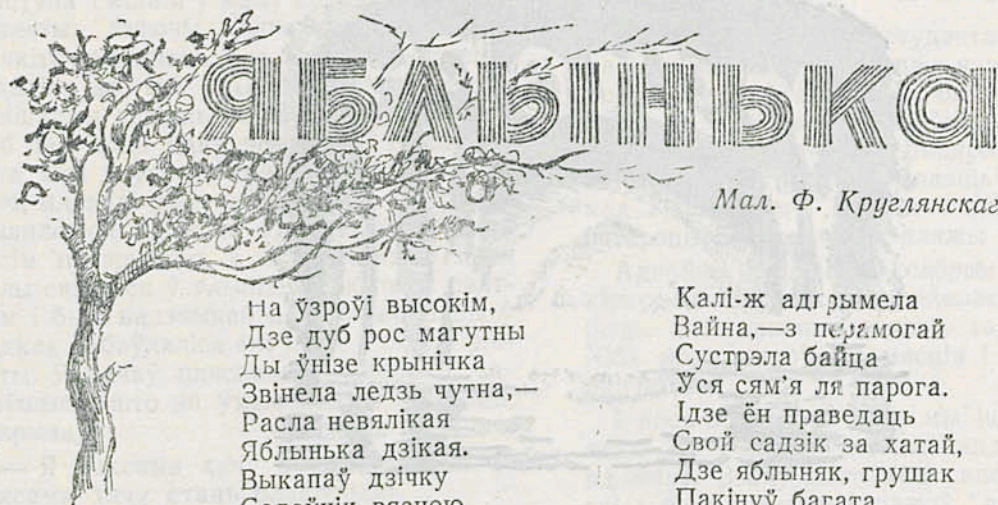 ЯБЛЫНЬКА
Мал. Ф. Круглянскаг
На ўзроўі высокім,
Дзе дуб рос магутны
Ды ўнізе крынічка
Звінела ледзь чутна,—
Расла невялікая
Яблынька дзікая.
Выкапаў дзічку
вясною
Калі-ж адгрымела
Вайна,—з перамогай
Сустрэла байца
Уся сям'я ля парога.
Ідзе ён праведаць
Свой садзік за хатай,
Дзе яблыняк, грушак
Пакінуў багата